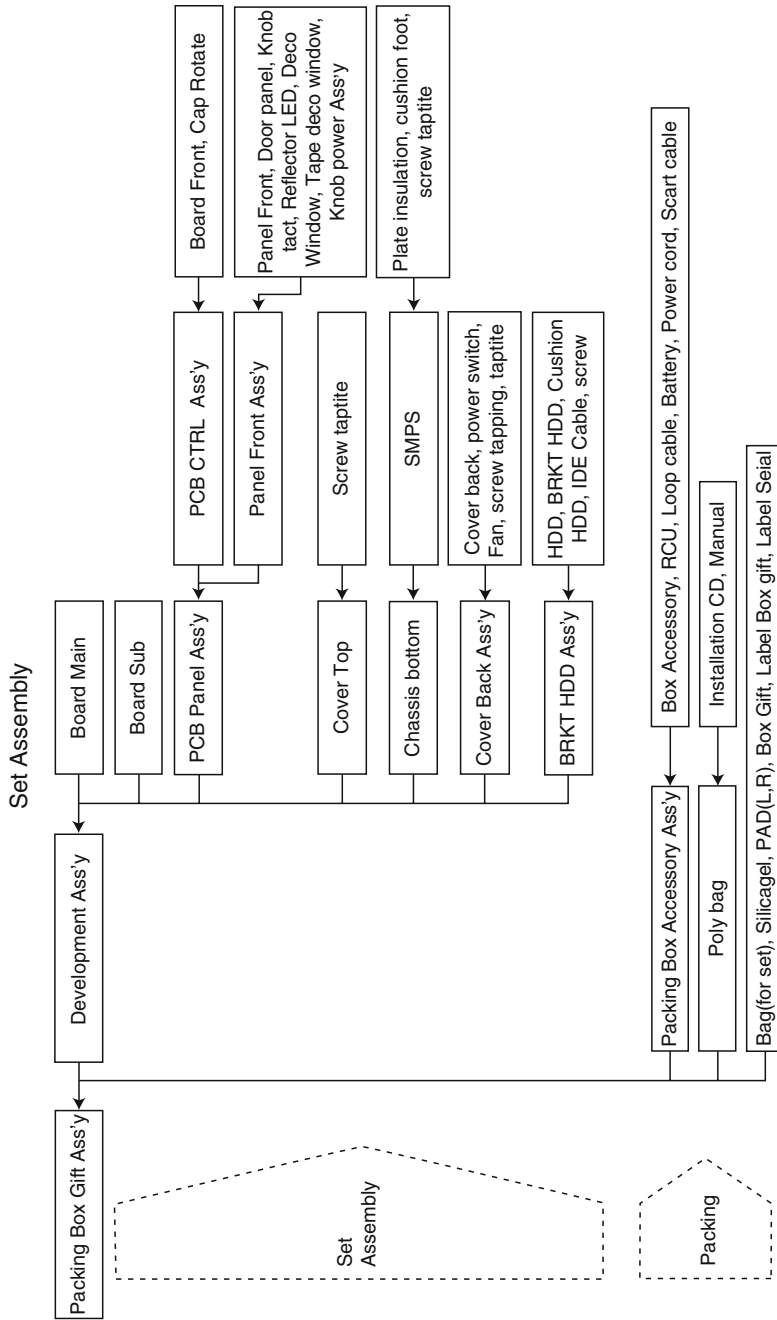 Set Assembly
Packing Box Gift Ass'y
Development Ass'y
Board Main
Board Sub
PCB Panel Ass'y
PCB CTRL Ass'y
Board Front, Cap Rotate
Panel Front Ass'y
Panel Front, Door panel, Knob
tact, Reflector LED, Deco
Window, Tape deco window,
Knob power Ass'y
Cover Top
Screw taptite
Chassis bottom
SMPS
Plate insulation, cushion foot,
screw taptite
Cover Back Ass'y
Cover back, power switch,
Fan, screw tapping, taptite
BRKT HDD Ass'y
HDD, BRKT HDD, Cushion
HDD, IDE Cable, screw
Set
Assembly
Packing Box Accessory Ass'y
Box Accessory, RCU, Loop cable, Battery, Power cord, Scart cable
Poly bag
Installation CD, Manual
Bag(for set), Silicagel, PAD(L,R), Box Gift, Label Box gift, Label Seial
Packing